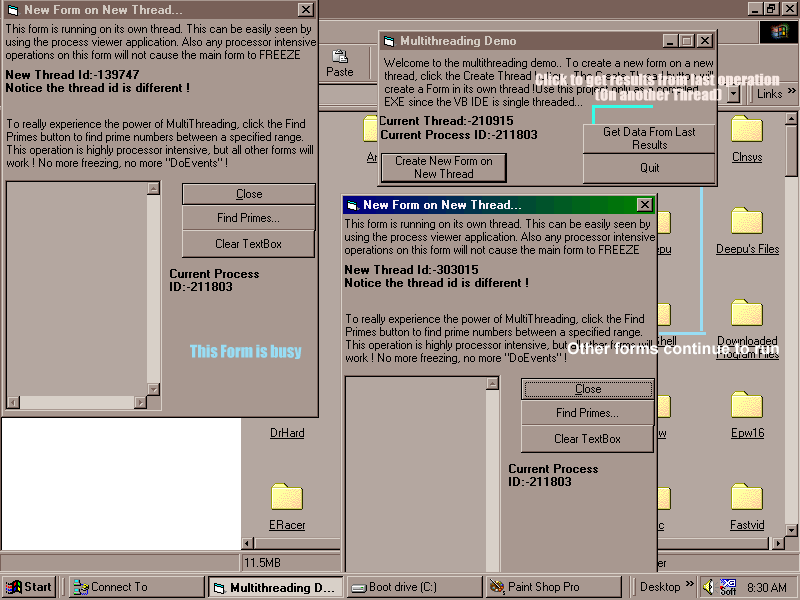 New Form on New Thread...
This form is running on its own thread. This can be easily seen by
using the process viewer application. Also any processor intensive
operations on this form will not cause the main form to FREEZE
New Thread Id:-139747
Notice the thread id is different !
To really experience the power of MultiThreading, click the Find
Primes button to find prime numbers between a specified range.
This operation is highly processor intensive, but all other forms will
work ! No more freezing, no more "DoEvents" !
Close
Find Primes...
Clear TextBox
Current Process
ID:-211803
This Form is busy
Paste
Links »
Multithreading Demo
Welcome to the multithreading demo.. To create a new form on a new
thread, click the Create Thread
create a Form in its own thread !Use this project only as a compiled
EXE since the VB IDE is single threaded...
Click to get results from last operation
(On another Thread)
Current Thread:-210915
Current Process ID:-211803
Create New Form on
New Thread
Get Data From Last
Results
Quit
New Form on New Thread...
This form is running on its own thread. This can be easily seen by
using the process viewer application. Also any processor intensive
operations on this form will not cause the main form to FREEZE
New Thread Id:-303015
Notice the thread id is different !
To really experience the power of MultiThreading, click the Find
Primes button to find prime numbers between a specified range.
This operation is highly processor intensive, but all other forms will
work ! No more freezing, no more "DoEvents" !
Other forms continue to run
Close
Find Primes...
Clear TextBox
Current Process
ID:-211803
CInsys
Deepu's Files
Downloaded
Program Files
Epw16
Fastvid
DrHard
ERacer
11.5MB
Start
Connect To
Multithreading D...
Boot drive (C:)
Paint Shop Pro
Desktop »
8:30 AM